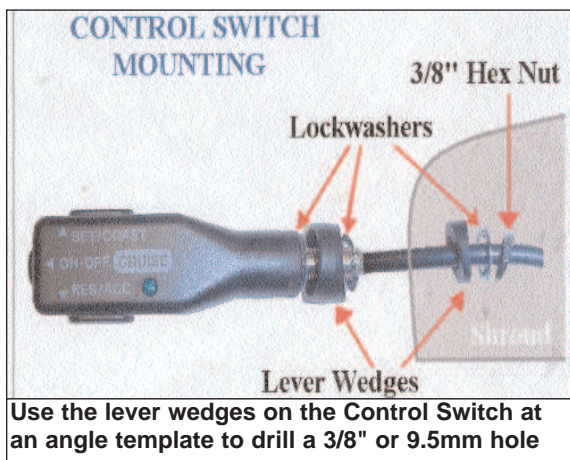 CONTROL SWITCH
MOUNTING
3/8" Hex Nut
Lockwashers
SET/COAST
ON-OFF CRUISE
RES/ACC
Shroud
Lever Wedges
Use the lever wedges on the Control Switch at
an angle template to drill a 3/8" or 9.5mm hole